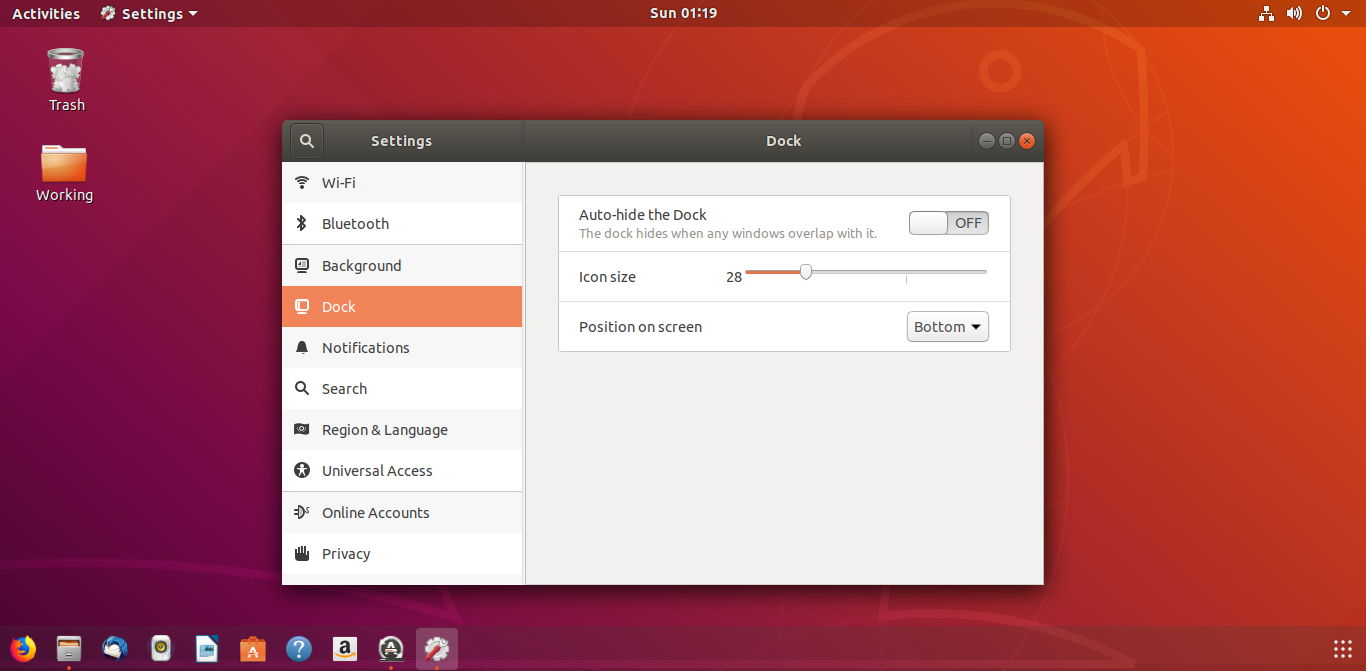 Activities
Settings
Sun 01:19
Trash
Working
Settings
Dock
Wi-Fi
Bluetooth
Background
Dock
Notifications
Search
Region & Language
Universal Access
Online Accounts
Privacy
Auto-hide the Dock
OFF
The dock hides when any windows overlap with it.
Icon size
28
Position on screen
Bottom
?
a